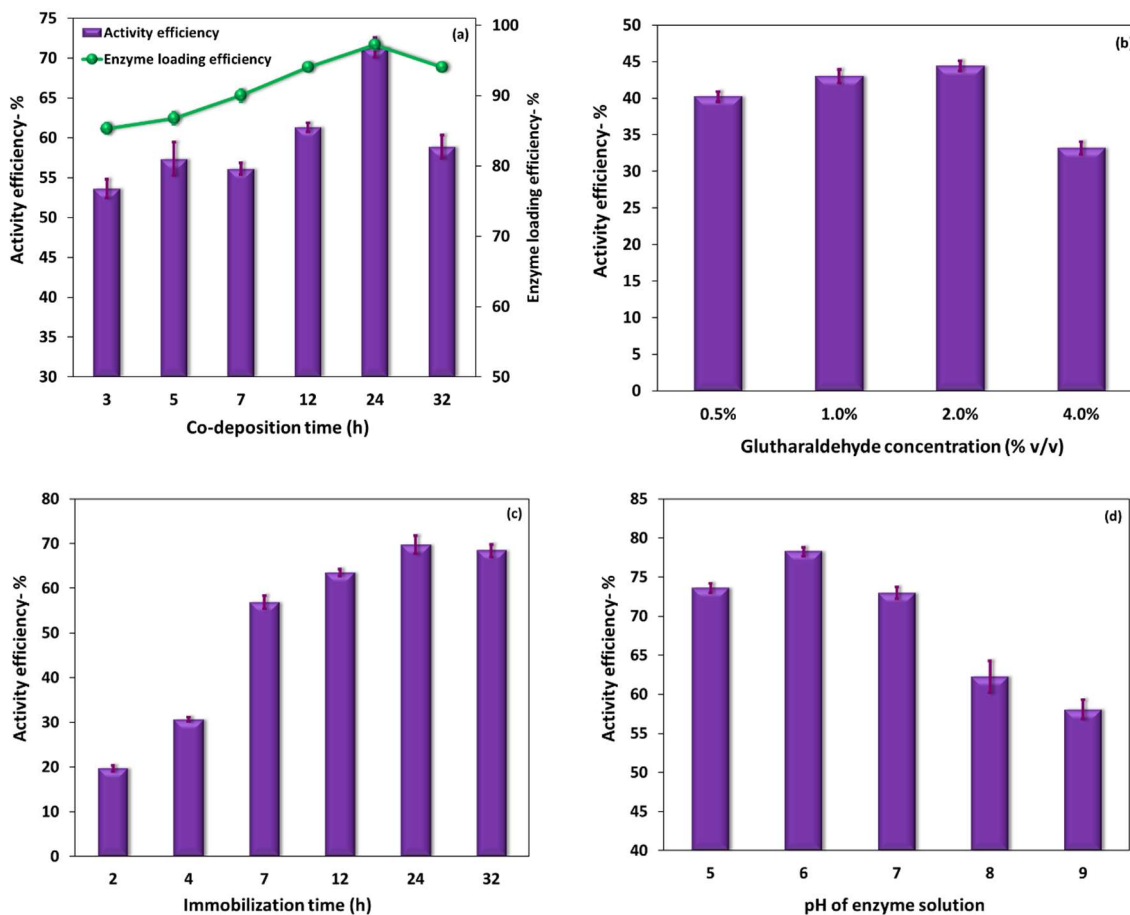 (a)
Activity efficiency
Enzyme loading efficiency
Activity efficiency- %
75
70
65
60
55
50
45
40
35
30
100
90
80
70
60
50
Enzyme loading efficiency- %
3 5 7 12 24 32
Co-deposition time (h)
(b)
Activity efficiency- %
50
45
40
35
30
25
20
15
10
5
0
0.5% 1.0% 2.0% 4.0%
Glutharaldehyde concentration (% v/v)
(c)
Activity efficiency- %
80
70
60
50
40
30
20
10
0
2 4 7 12 24 32
Immobilization time (h)
(d)
Activity efficiency- %
85
80
75
70
65
60
55
50
45
40
5 6 7 8 9
pH of enzyme solution